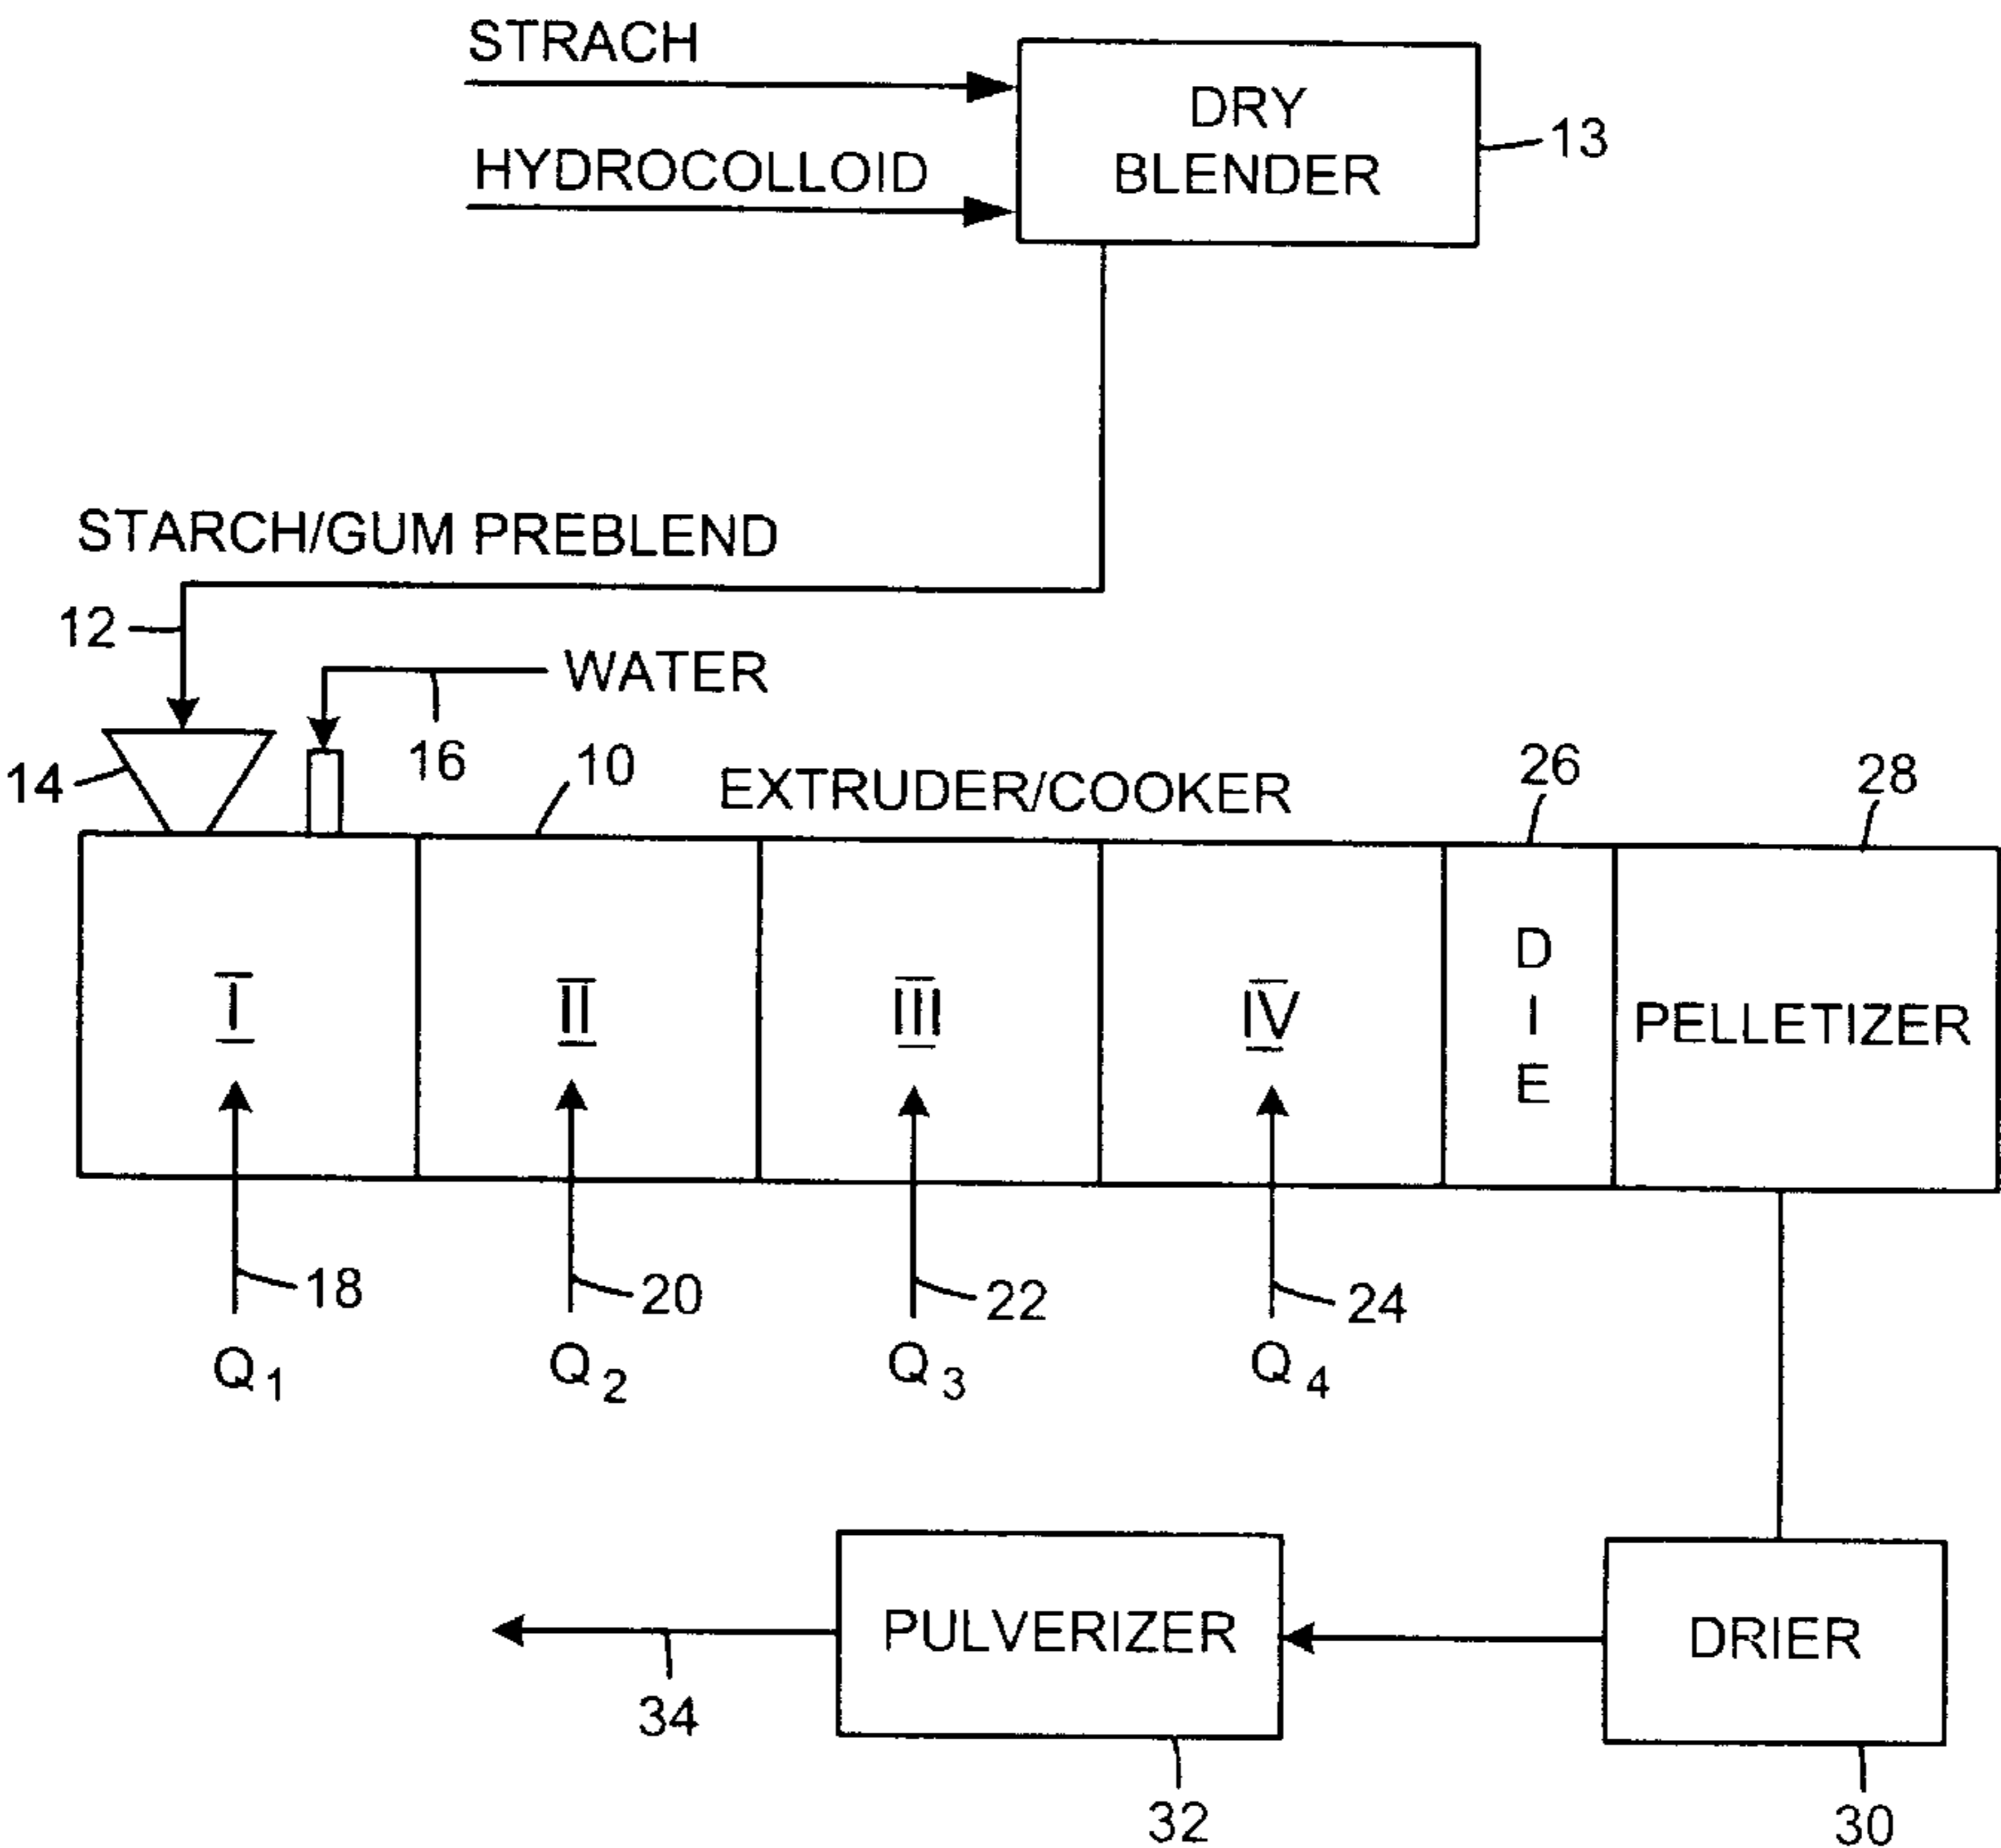 STRACH
DRY
BLENDER
13
HYDROCOLLOID
STARCH/GUM PREBLEND
12
WATER
14
16
10
EXTRUDER/COOKER
26
28
I
II
III
IV
D
I
E
PELLETIZER
18
20
22
24
Q1
Q2
Q3
Q4
PULVERIZER
DRIER
34
32
30